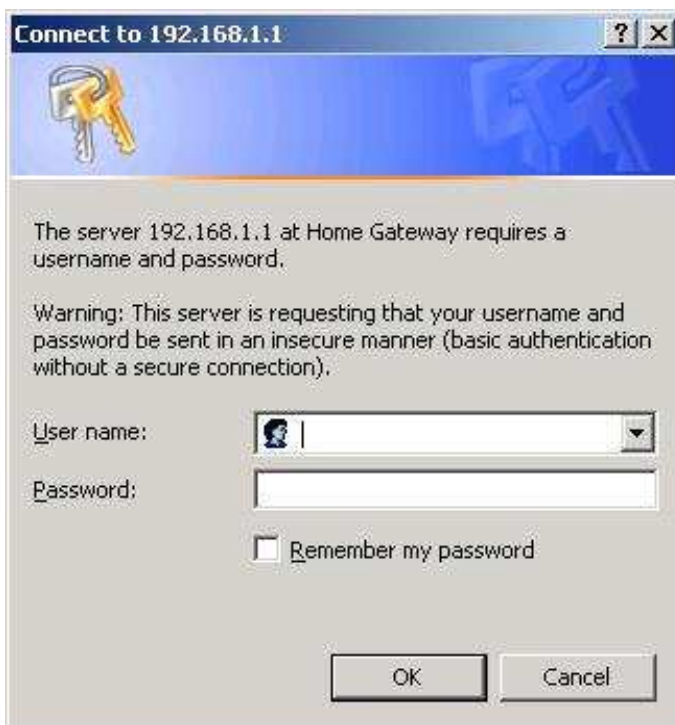 Connect to 192.168.1.1
The server 192.168.1.1 at Home Gateway requires a
username and password.
Warning: This server is requesting that your username and
password be sent in an insecure manner (basic authentication
without a secure connection).
User name:
Password:
Remember my password
OK Cancel